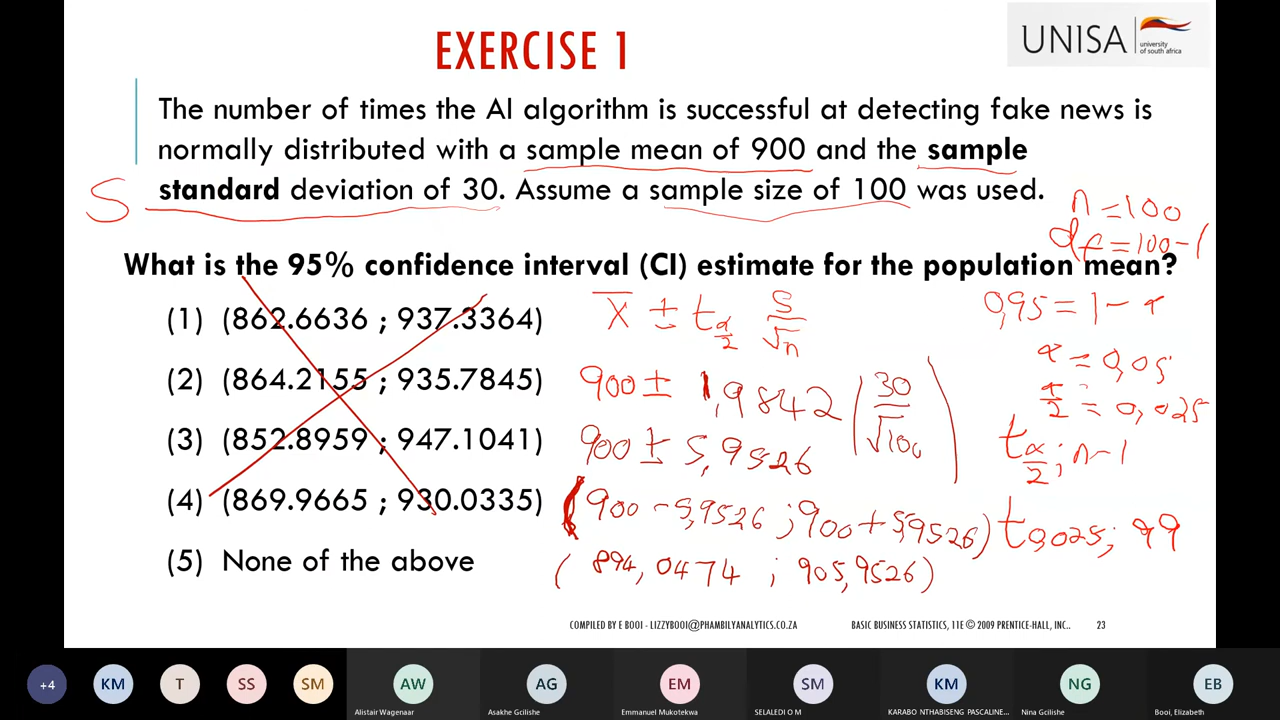 EXERCISE 1
UNISA
university of south africa
The number of times the AI algorithm is successful at detecting fake news is
normally distributed with a sample mean of 900 and the sample
standard deviation of 30. Assume a sample size of 100 was used.
S
n = 100
df = 100 - 1
What is the 95% confidence interval (CI) estimate for the population mean?
(1) (862.6636 ; 937.3364)
(2) (864.2155 ; 935.7845)
(3) (852.8959 ; 947.1041)
(4) (869.9665 ; 930.0335)
(5) None of the above
X̄ ± t α/2 S/√n
900 ± 1,9842 (30/√100)
900 ± 5,9526
(900 - 5,9526 ; 900 + 5,9526)
(894,0474 ; 905,9526)
0,95 = 1 - α
α = 0,05
α/2 = 0,025
t α/2 ; n-1
t 0,025; 99
COMPILED BY E BOOI - LIZZYBOOI@PHAMBILYANALYTICS.CO.ZA
BASIC BUSINESS STATISTICS, 11E © 2009 PRENTICE-HALL, INC..
23
+4
KM
T
SS
SM
AW
AG
EM
SM
KM
NG
EB
Alistair Wagenaar
Asakhe Gcilishe
Emmanuel Mukotekwa
SELALEDI O M
KARABO NTHABISENG PASCALINE...
Nina Gcilishe
Booi, Elizabeth